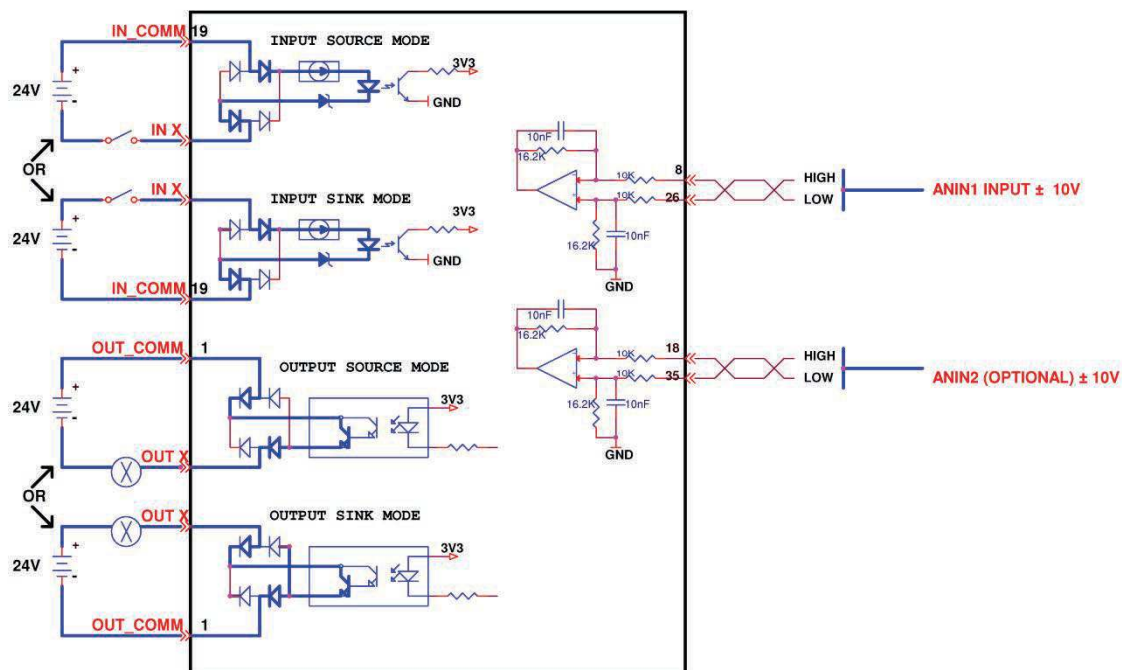 IN_COMM 19
INPUT SOURCE MODE
3V3
+
24V
-
GND
IN X
OR
IN X
INPUT SINK MODE
3V3
+
24V
-
GND
IN_COMM 19
OUT_COMM 1
OUTPUT SOURCE MODE
+
24V
-
3V3
OUT X
OR
OUT X
OUTPUT SINK MODE
+
24V
-
3V3
OUT_COMM 1
10nF
16.2K
10K 8
10K 26
HIGH
LOW
ANIN1 INPUT ± 10V
16.2K
10nF
GND
10nF
16.2K
10K 18
10K 35
HIGH
LOW
ANIN2 (OPTIONAL) ± 10V
16.2K
10nF
GND